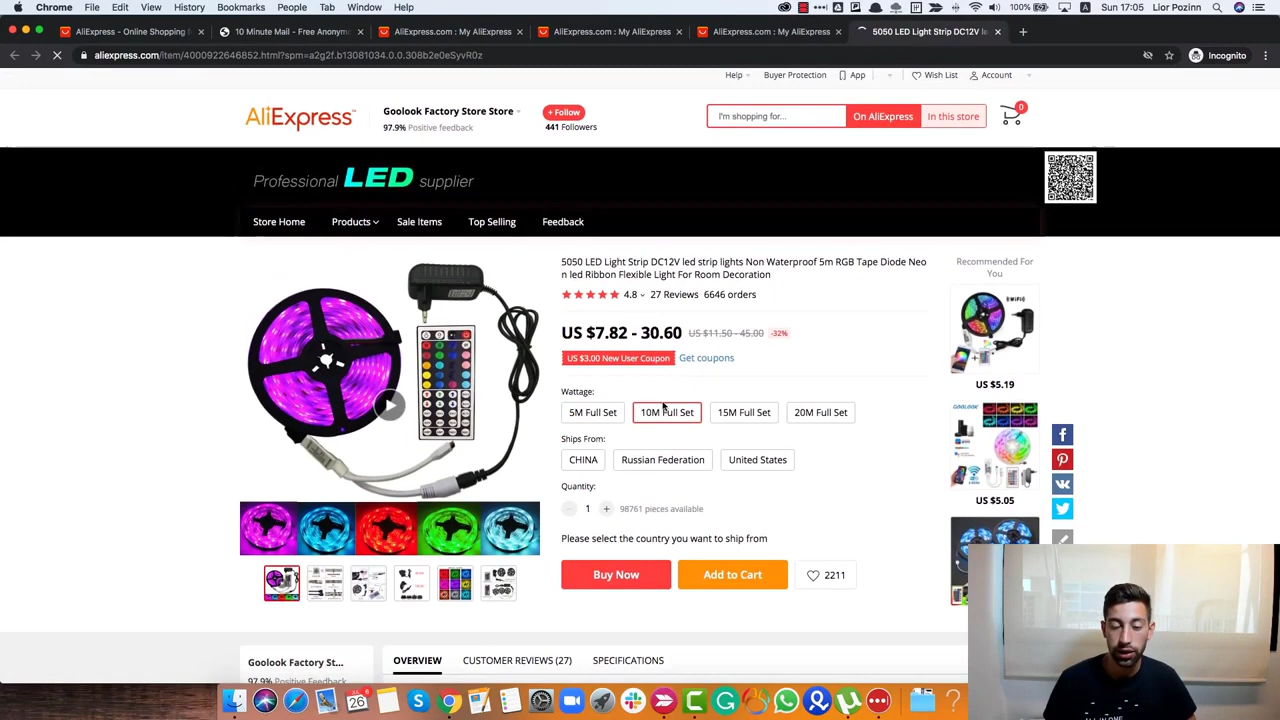 Chrome File Edit View History Bookmarks People Tab Window Help 100% Sun 17:05 Lior Pozinn
AliExpress - Online Shopping f
10 Minute Mail - Free Anonym
AliExpress.com : My AliExpress
AliExpress.com : My AliExpress
AliExpress.com : My AliExpress
5050 LED Light Strip DC12V le
aliexpress.com/item/4000922646852.html?spm=a2g2f.b13081034.0.0.308b2e0eSyvR0z
Incognito
Help Buyer Protection App Wish List Account
AliExpress
Goolook Factory Store Store
97.9% Positive feedback
+ Follow
441 Followers
I'm shopping for...
On AliExpress
In this store
0
Professional LED supplier
Store Home Products Sale Items Top Selling Feedback
5050 LED Light Strip DC12V led strip lights Non Waterproof 5m RGB Tape Diode Neo
n led Ribbon Flexible Light For Room Decoration
4.8 27 Reviews 6646 orders
US $7.82 - 30.60 US $11.50 - 45.00 -32%
US $3.00 New User Coupon Get coupons
Wattage:
5M Full Set 10M Full Set 15M Full Set 20M Full Set
Ships From:
CHINA Russian Federation United States
Quantity:
1 98761 pieces available
Please select the country you want to ship from
Buy Now Add to Cart 2211
Recommended For
You
US $5.19
US $5.05
Goolook Factory St...
97.9% Positive Feedback
OVERVIEW CUSTOMER REVIEWS (27) SPECIFICATIONS